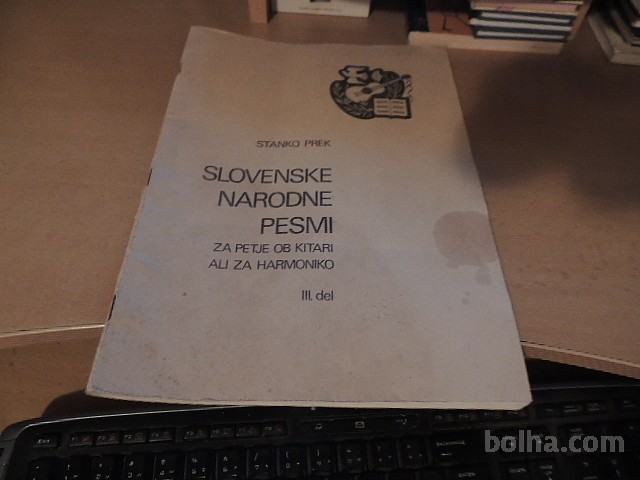 STANKO PREK
SLOVENSKE
NARODNE
PESMI
ZA PETJE OB KITARI
ALI ZA HARMONIKO
III. del
bolha.com